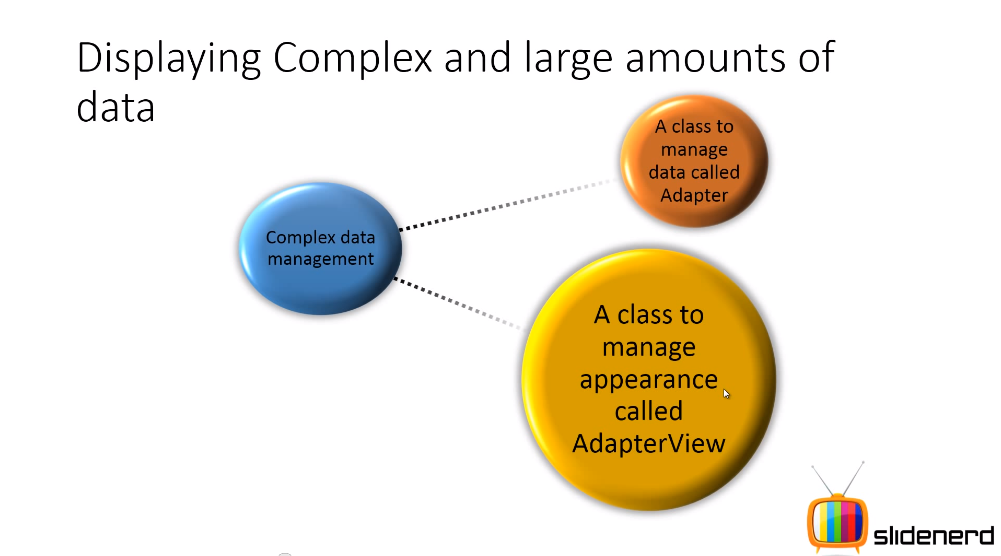 Displaying Complex and large amounts of
data
A class to
manage
data called
Adapter
Complex data
management
A class to
manage
appearance
called
AdapterView
slidenerd